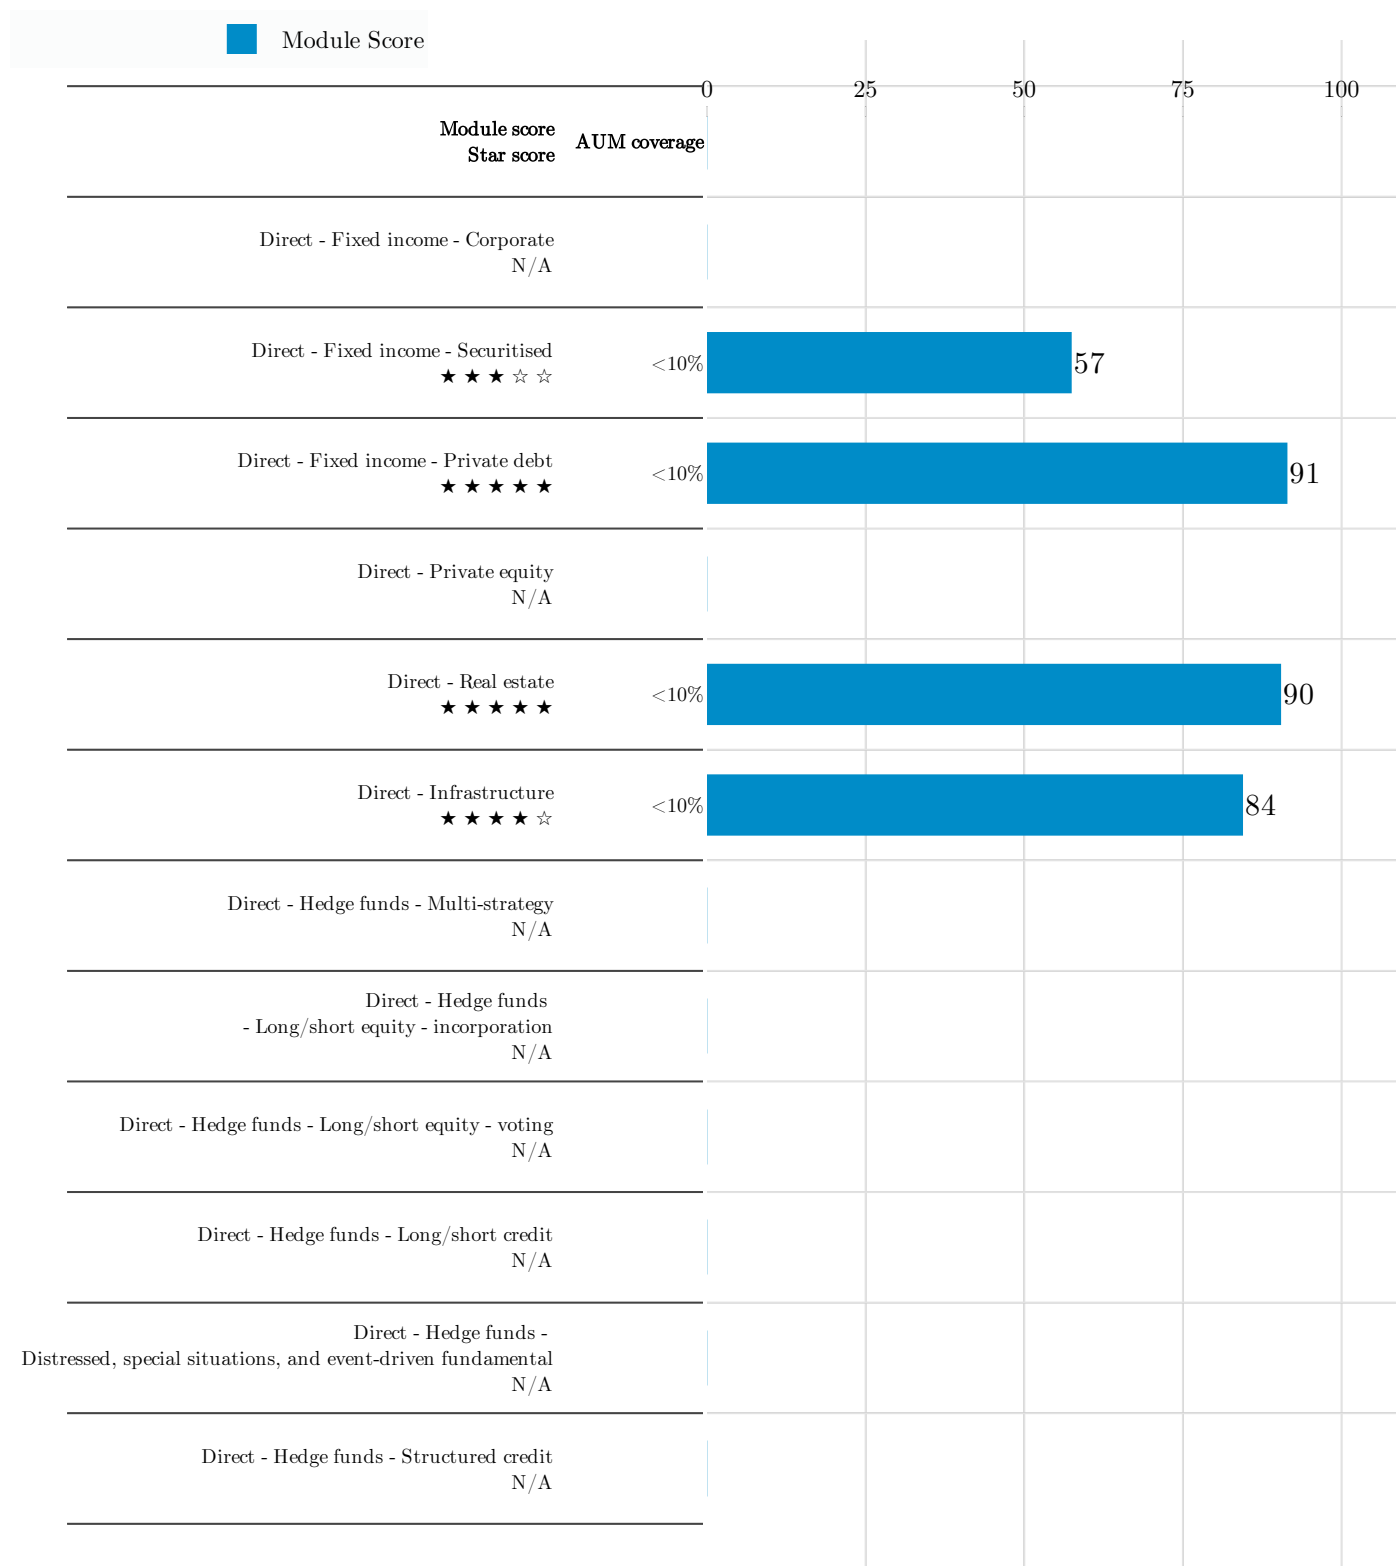 Module Score
0 25 50 75 100
Module score
Star score
AUM coverage
Direct - Fixed income - Corporate
N/A
Direct - Fixed income - Securitised
★ ★ ★ ☆ ☆
<10%
57
Direct - Fixed income - Private debt
★ ★ ★ ★ ★
<10%
91
Direct - Private equity
N/A
Direct - Real estate
★ ★ ★ ★ ★
<10%
90
Direct - Infrastructure
★ ★ ★ ★ ☆
<10%
84
Direct - Hedge funds - Multi-strategy
N/A
Direct - Hedge funds
- Long/short equity - incorporation
N/A
Direct - Hedge funds - Long/short equity - voting
N/A
Direct - Hedge funds - Long/short credit
N/A
Direct - Hedge funds -
Distressed, special situations, and event-driven fundamental
N/A
Direct - Hedge funds - Structured credit
N/A